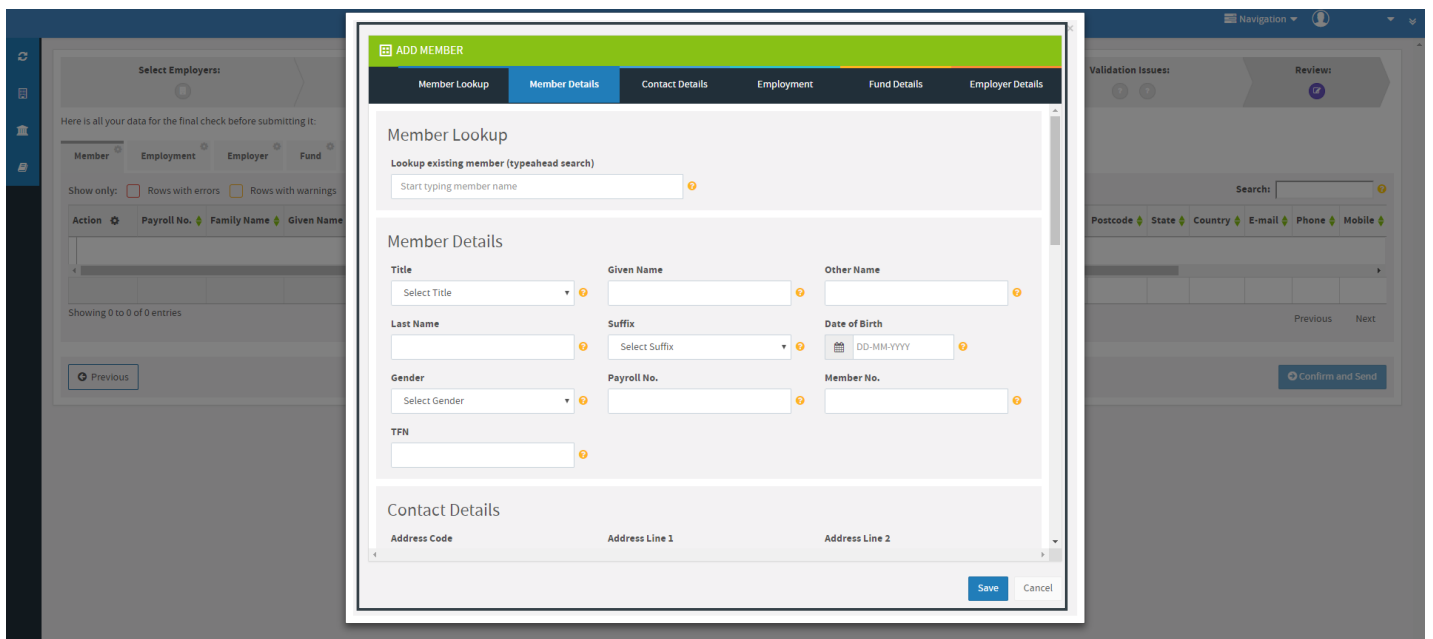 Navigation
ADD MEMBER
Member Lookup Member Details Contact Details Employment Fund Details Employer Details
Select Employers:
Validation Issues: Review:
Here is all your data for the final check before submitting it:
Member Employment Employer Fund
Show only: Rows with errors Rows with warnings
Search:
Action Payroll No. Family Name Given Name
Postcode State Country E-mail Phone Mobile
Showing 0 to 0 of 0 entries
Previous Next
Previous
Confirm and Send
Member Lookup
Lookup existing member (typeahead search)
Start typing member name
Member Details
Title Given Name Other Name
Select Title
Last Name Suffix Date of Birth
Select Suffix DD-MM-YYYY
Gender Payroll No. Member No.
Select Gender
TFN
Contact Details
Address Code Address Line 1 Address Line 2
Save Cancel